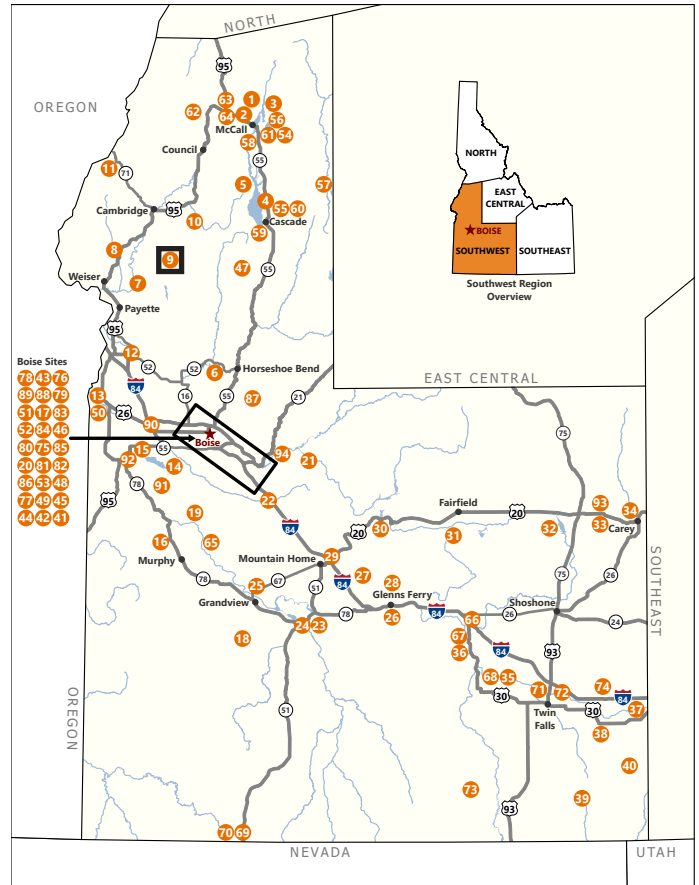 NORTH
95
OREGON
63
1
3
62
64
2
56
McCall
61
54
58
Council
55
11
71
5
57
4
55
60
Cambridge
95
10
Cascade
59
8
9
47
55
Weiser
7
Payette
95
12
52
52
6
Horseshoe Bend
84
16
55
87
21
13
50
26
90
Boise
15
55
94
21
92
14
78
91
22
95
Boise Sites
78 43 76
89 88 79
51 17 83
52 84 46
80 75 85
20 81 82
86 53 48
77 49 45
44 42 41
NORTH
EAST
CENTRAL
BOISE
SOUTHWEST
SOUTHEAST
Southwest Region
Overview
EAST CENTRAL
75
19
84
Fairfield
20
93
34
20
30
31
32
33
Carey
16
65
Murphy
Mountain Home
29
78
67
25
51
84
27
28
75
26
SOUTHEAST
Grandview
Glenns Ferry
24
23
78
26
84
66
26
Shoshone
24
18
67
36
84
93
68
35
30
71
72
74
84
30
37
Twin
Falls
38
OREGON
51
40
73
93
39
70
69
NEVADA
UTAH